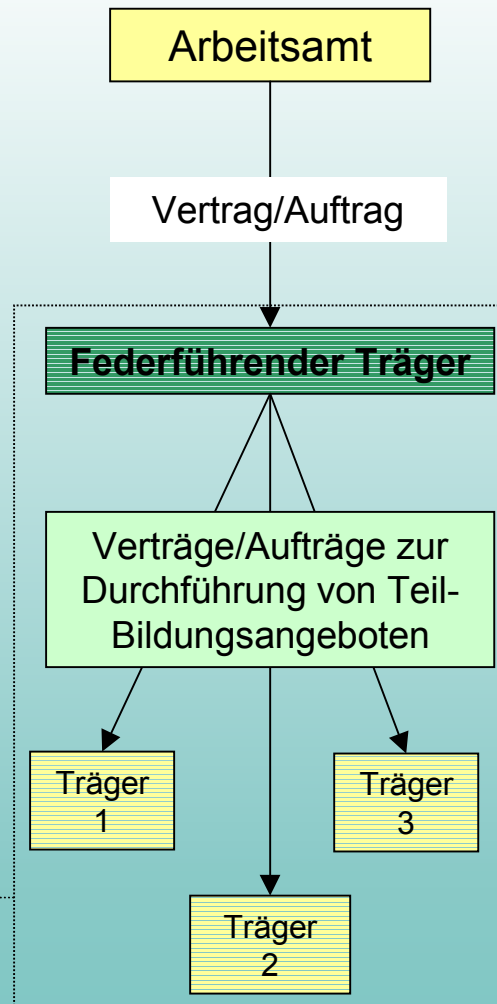 Arbeitsamt
Vertrag/Auftrag
Federführender Träger
Verträge/Aufträge zur
Durchführung von Teil-
Bildungsangeboten
Träger
1
Träger
3
Träger
2